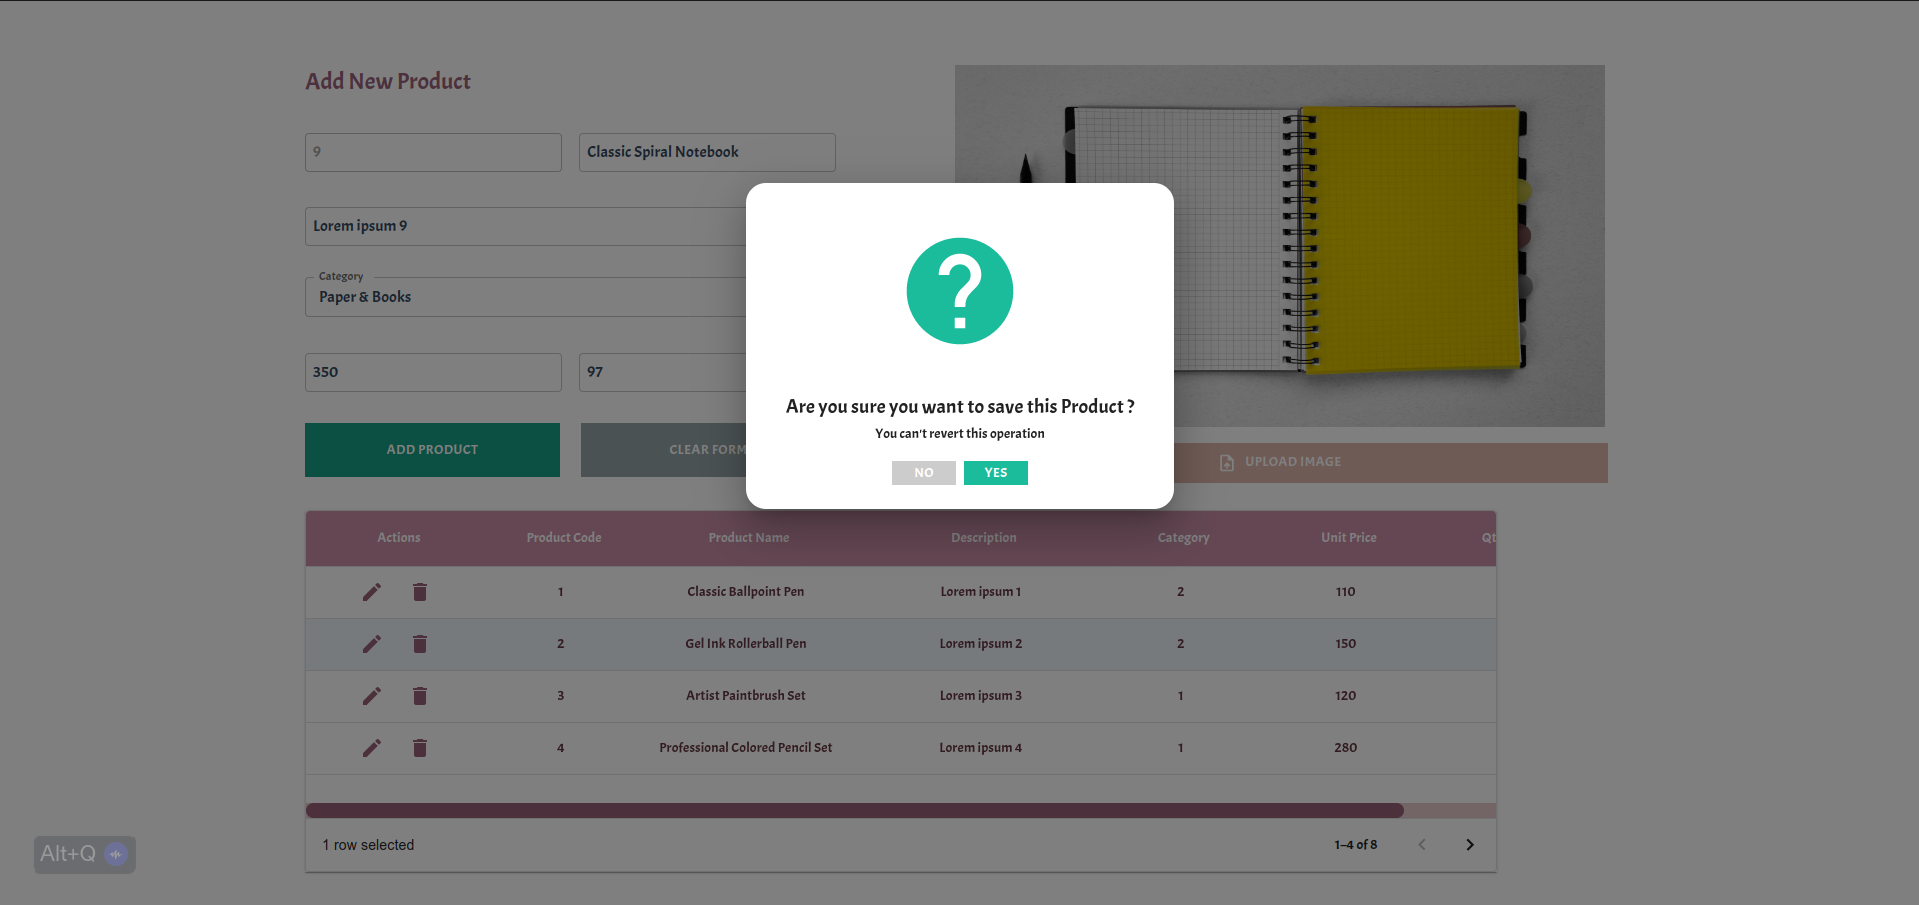 Add New Product
9
Classic Spiral Notebook
Lorem ipsum 9
Category
Paper & Books
350
97
ADD PRODUCT
CLEAR FORM
UPLOAD IMAGE
?
Are you sure you want to save this Product ?
You can't revert this operation
NO YES
Actions Product Code Product Name Description Category Unit Price Qt
1 Classic Ballpoint Pen Lorem ipsum 1 2 110
2 Gel Ink Rollerball Pen Lorem ipsum 2 2 150
3 Artist Paintbrush Set Lorem ipsum 3 1 120
4 Professional Colored Pencil Set Lorem ipsum 4 1 280
1 row selected
1–4 of 8
Alt+Q